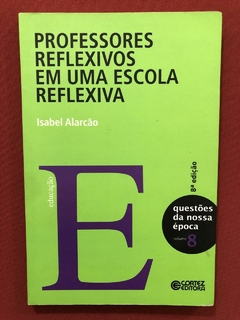 PROFESSORES
REFLEXIVOS
EM UMA ESCOLA
REFLEXIVA
Isabel Alarcão
educação
E
8ª edição
questões
da nossa
época
volume 8
CORTEZ
EDITORA